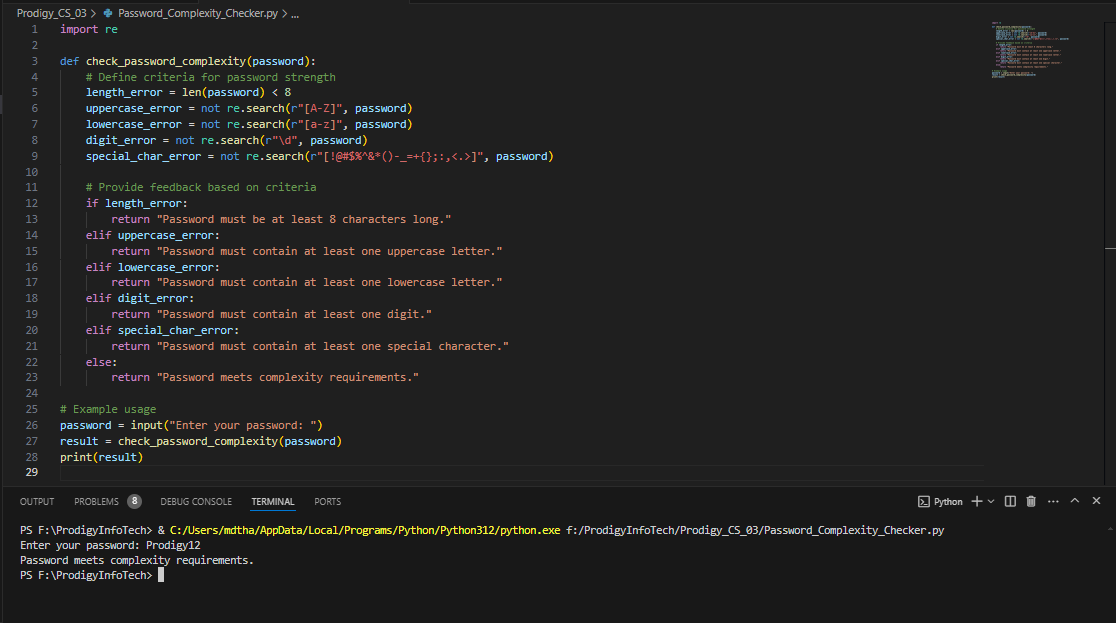 Prodigy_CS_03 > Password_Complexity_Checker.py > ...
1 import re
2
3 def check_password_complexity(password):
4     # Define criteria for password strength
5     length_error = len(password) < 8
6     uppercase_error = not re.search(r"[A-Z]", password)
7     lowercase_error = not re.search(r"[a-z]", password)
8     digit_error = not re.search(r"\d", password)
9     special_char_error = not re.search(r"[!@#$%^&*()-_=+{};:,<.>]", password)
10
11     # Provide feedback based on criteria
12     if length_error:
13         return "Password must be at least 8 characters long."
14     elif uppercase_error:
15         return "Password must contain at least one uppercase letter."
16     elif lowercase_error:
17         return "Password must contain at least one lowercase letter."
18     elif digit_error:
19         return "Password must contain at least one digit."
20     elif special_char_error:
21         return "Password must contain at least one special character."
22     else:
23         return "Password meets complexity requirements."
24
25 # Example usage
26 password = input("Enter your password: ")
27 result = check_password_complexity(password)
28 print(result)
29
OUTPUT PROBLEMS 8 DEBUG CONSOLE TERMINAL PORTS Python
PS F:\ProdigyInfoTech> & C:/Users/mdtha/AppData/Local/Programs/Python/Python312/python.exe f:/ProdigyInfoTech/Prodigy_CS_03/Password_Complexity_Checker.py
Enter your password: Prodigy12
Password meets complexity requirements.
PS F:\ProdigyInfoTech>